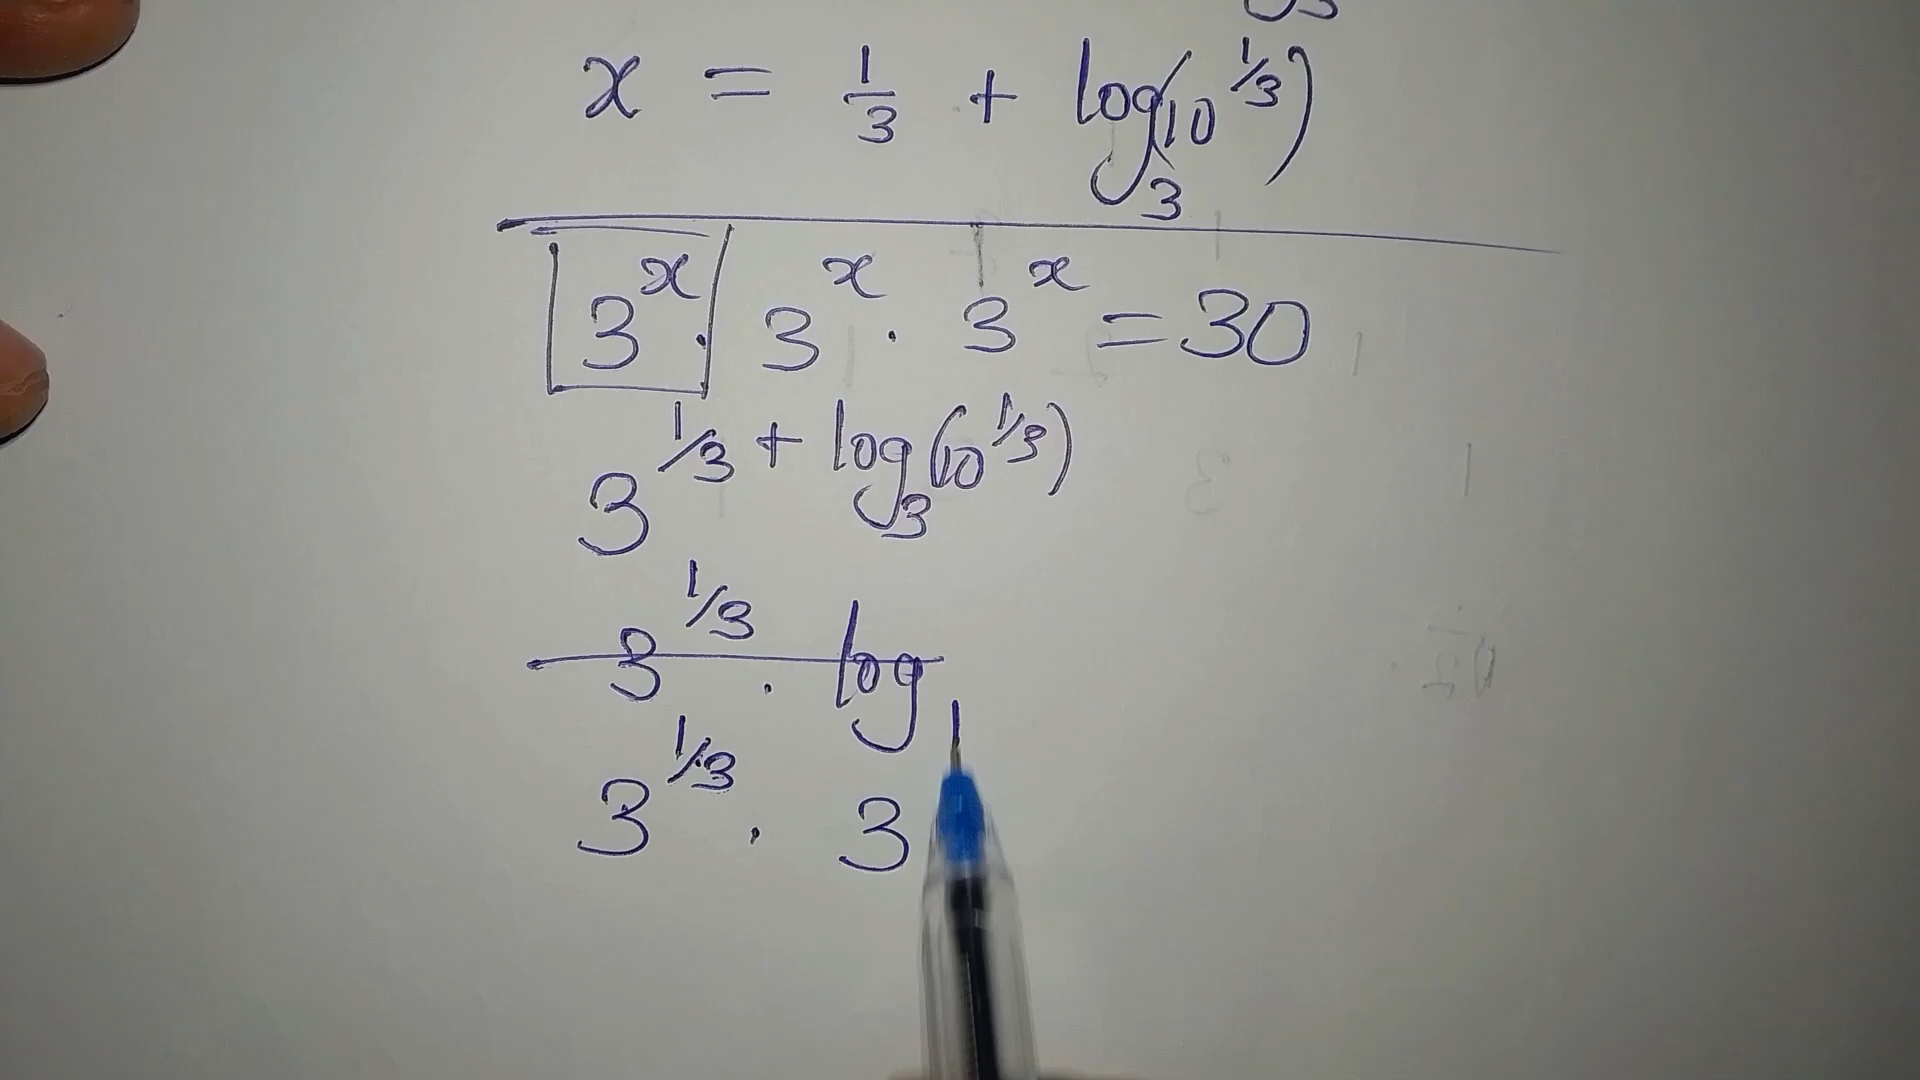 x = 1/3 + log₃(10^1/3)
3^x · 3^x · 3^x = 30
3^1/3 + log₃(10^1/3)
3^1/3 · log
3^1/3 · 3